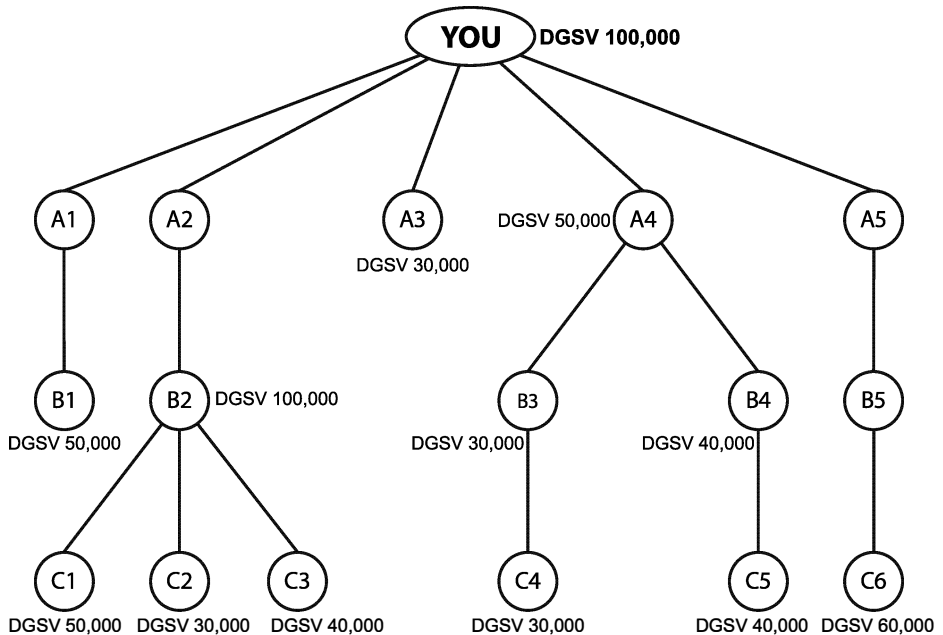 YOU DGSV 100,000
A1 A2 A3 DGSV 50,000 A4 A5
DGSV 30,000
B1 B2 DGSV 100,000 B3 B4 B5
DGSV 50,000 DGSV 30,000 DGSV 40,000
C1 C2 C3 C4 C5 C6
DGSV 50,000 DGSV 30,000 DGSV 40,000 DGSV 30,000 DGSV 40,000 DGSV 60,000